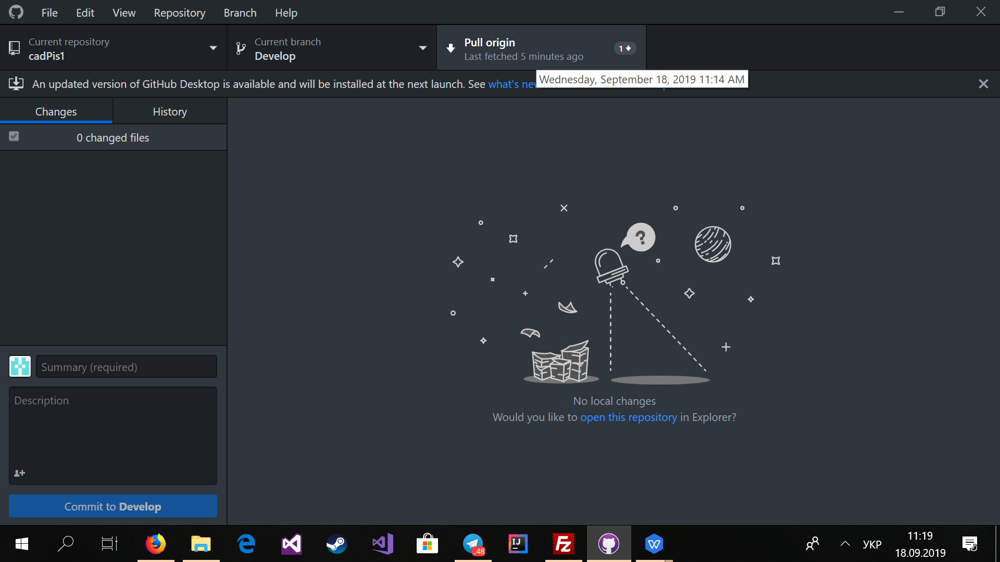 File Edit View Repository Branch Help
Current repository
cadPis1
Current branch
Develop
Pull origin
Last fetched 5 minutes ago
1
An updated version of GitHub Desktop is available and will be installed at the next launch. See what's new
Wednesday, September 18, 2019 11:14 AM
Changes
History
0 changed files
?
No local changes
Would you like to open this repository in Explorer?
Summary (required)
Description
Commit to Develop
IJ
Fz
W
..48
УКР
11:19
18.09.2019